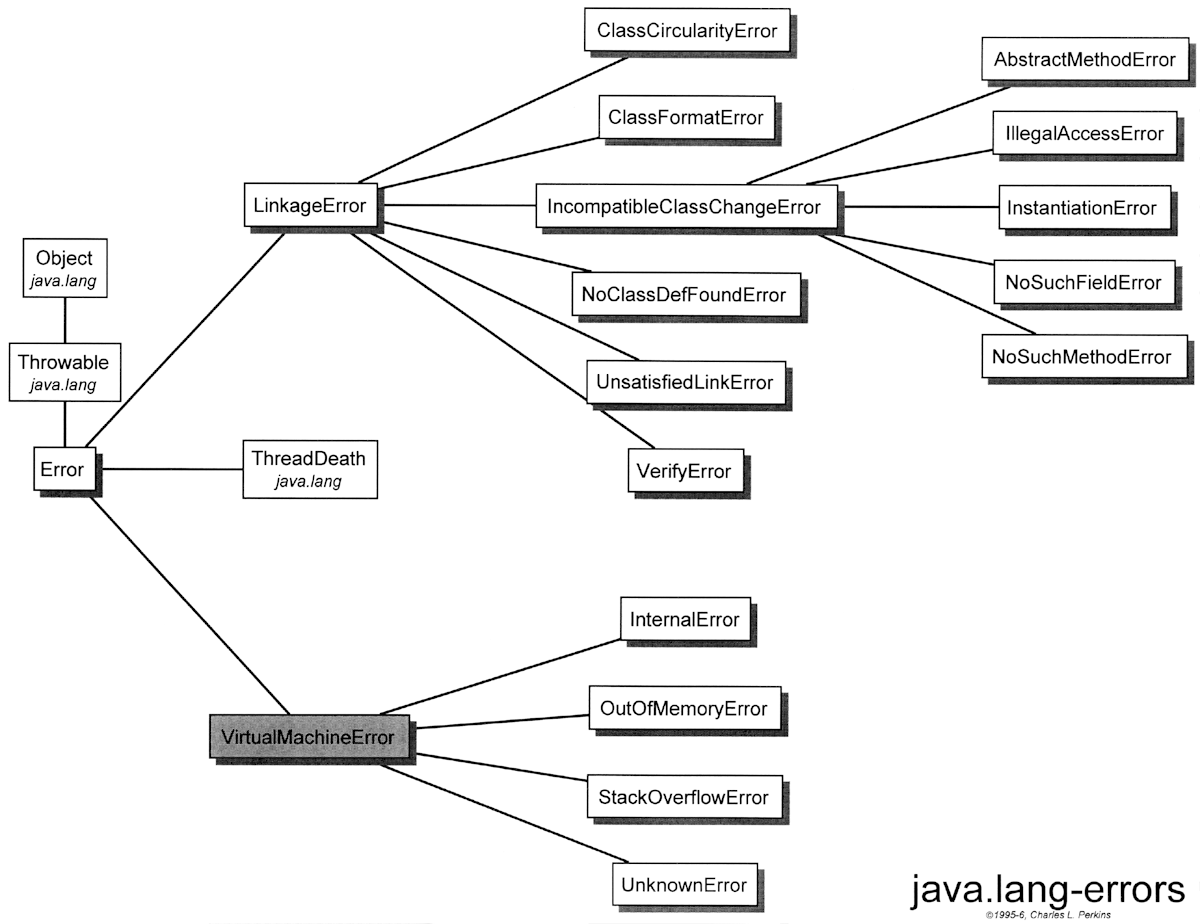 ClassCircularityError
AbstractMethodError
ClassFormatError
IllegalAccessError
LinkageError
IncompatibleClassChangeError
InstantiationError
Object
java.lang
NoClassDefFoundError
NoSuchFieldError
Throwable
java.lang
UnsatisfiedLinkError
NoSuchMethodError
Error
ThreadDeath
java.lang
VerifyError
InternalError
OutOfMemoryError
VirtualMachineError
StackOverflowError
UnknownError
java.lang-errors
©1995-6, Charles L. Perkins